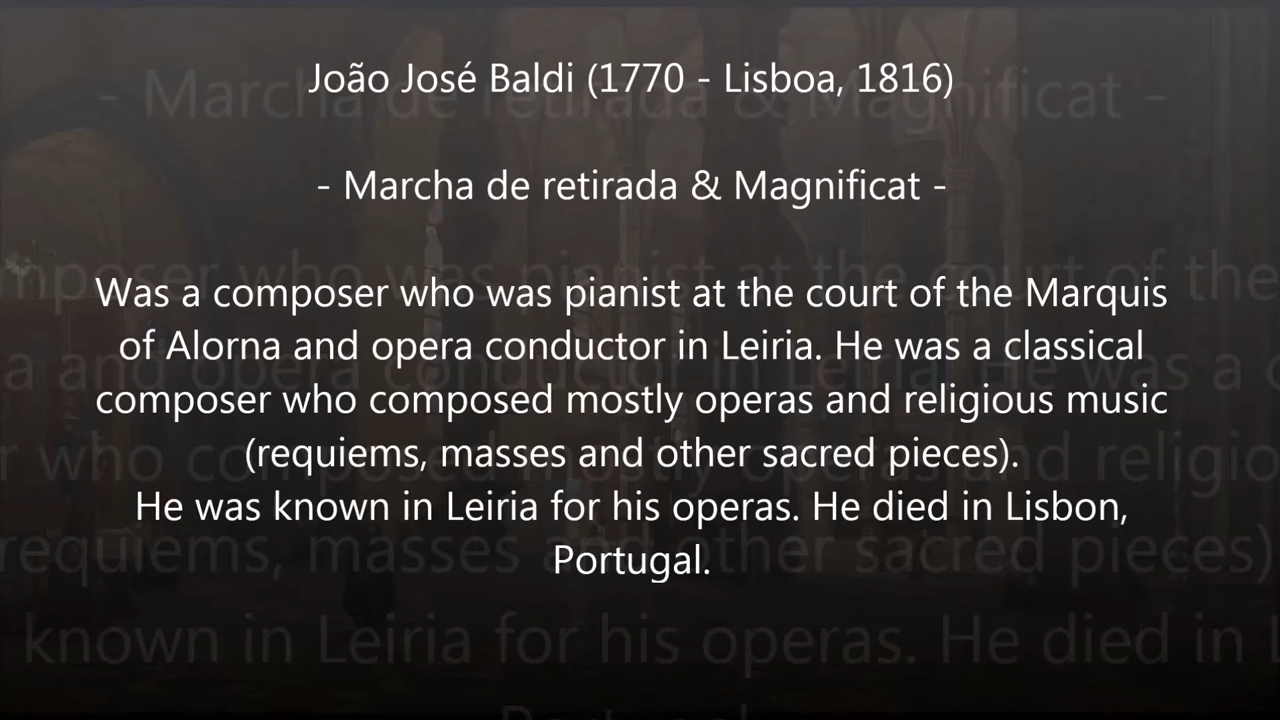 João José Baldi (1770 - Lisboa, 1816)
- Marcha de retirada & Magnificat -
Was a composer who was pianist at the court of the Marquis
of Alorna and opera conductor in Leiria. He was a classical
composer who composed mostly operas and religious music
(requiems, masses and other sacred pieces).
He was known in Leiria for his operas. He died in Lisbon,
Portugal.